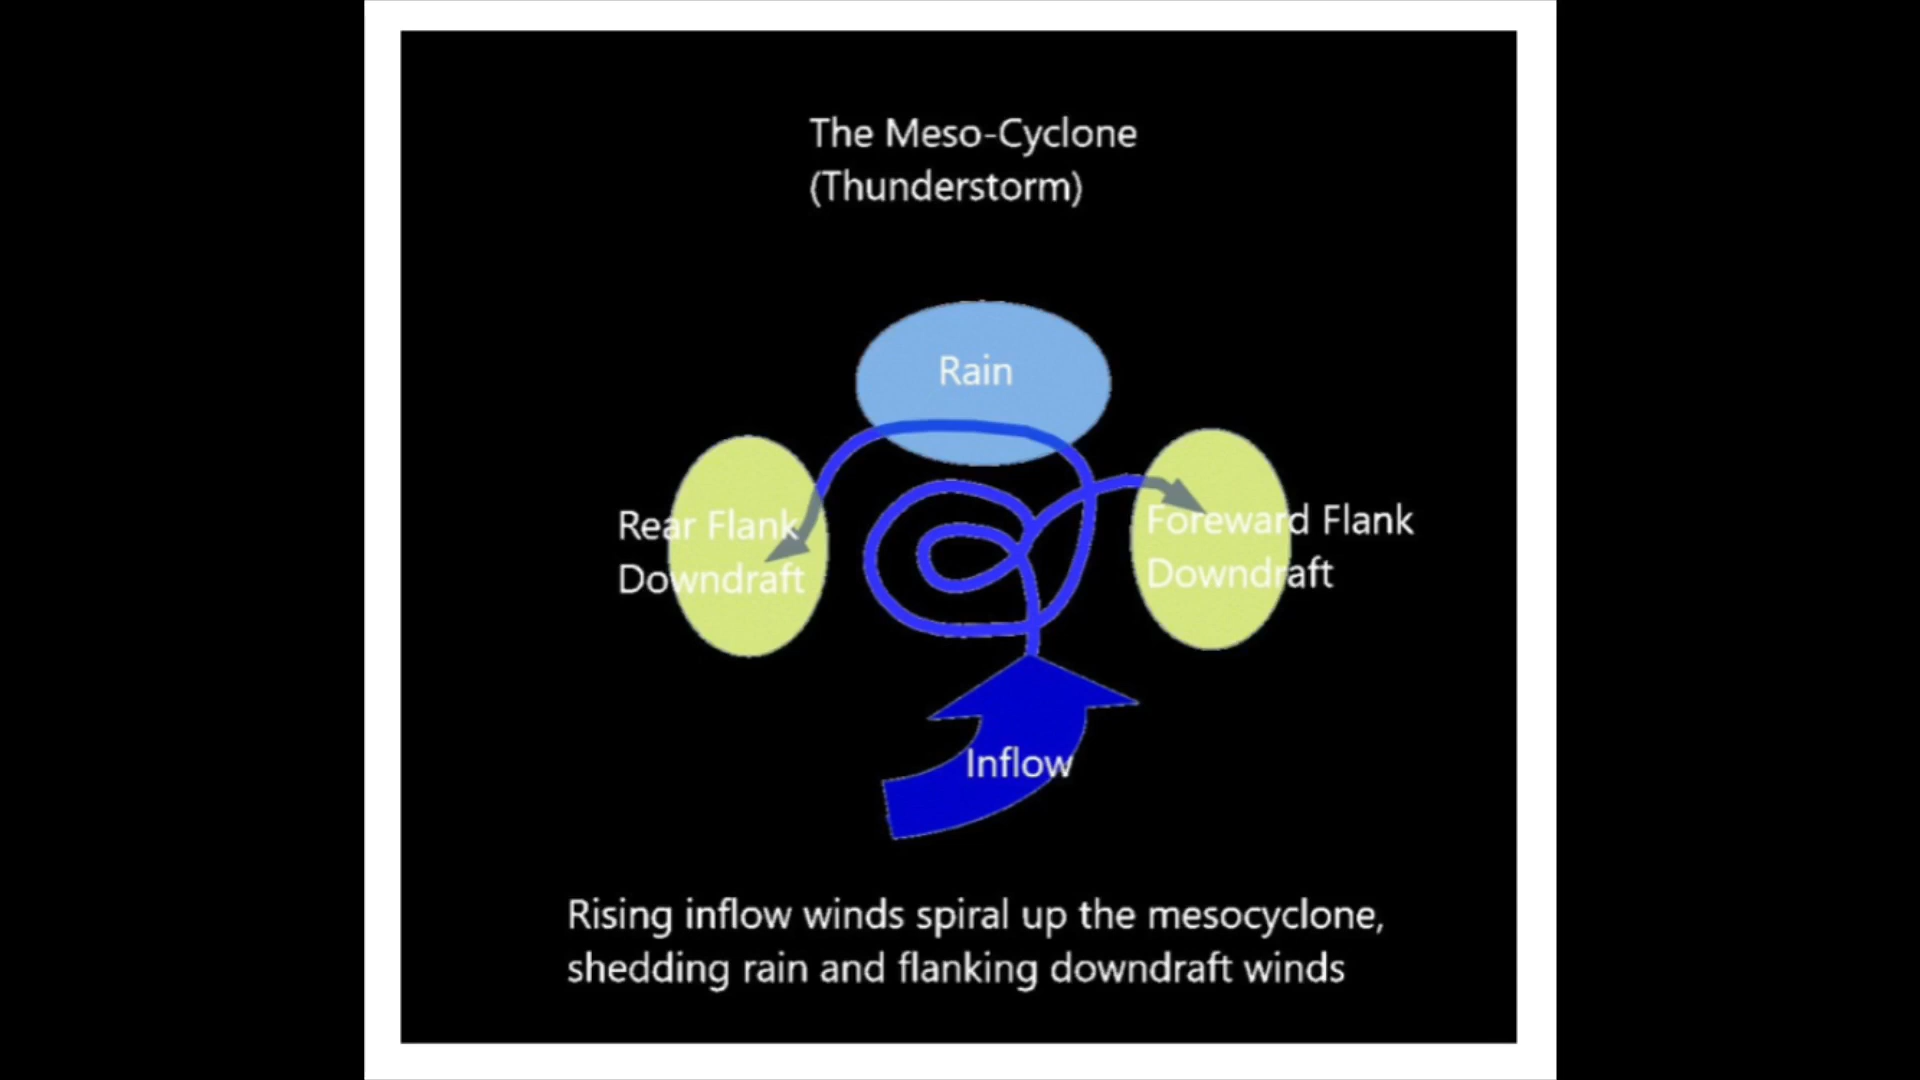 The Meso-Cyclone
(Thunderstorm)
Rain
Rear Flank
Downdraft
Foreward Flank
Downdraft
Inflow
Rising inflow winds spiral up the mesocyclone,
shedding rain and flanking downdraft winds